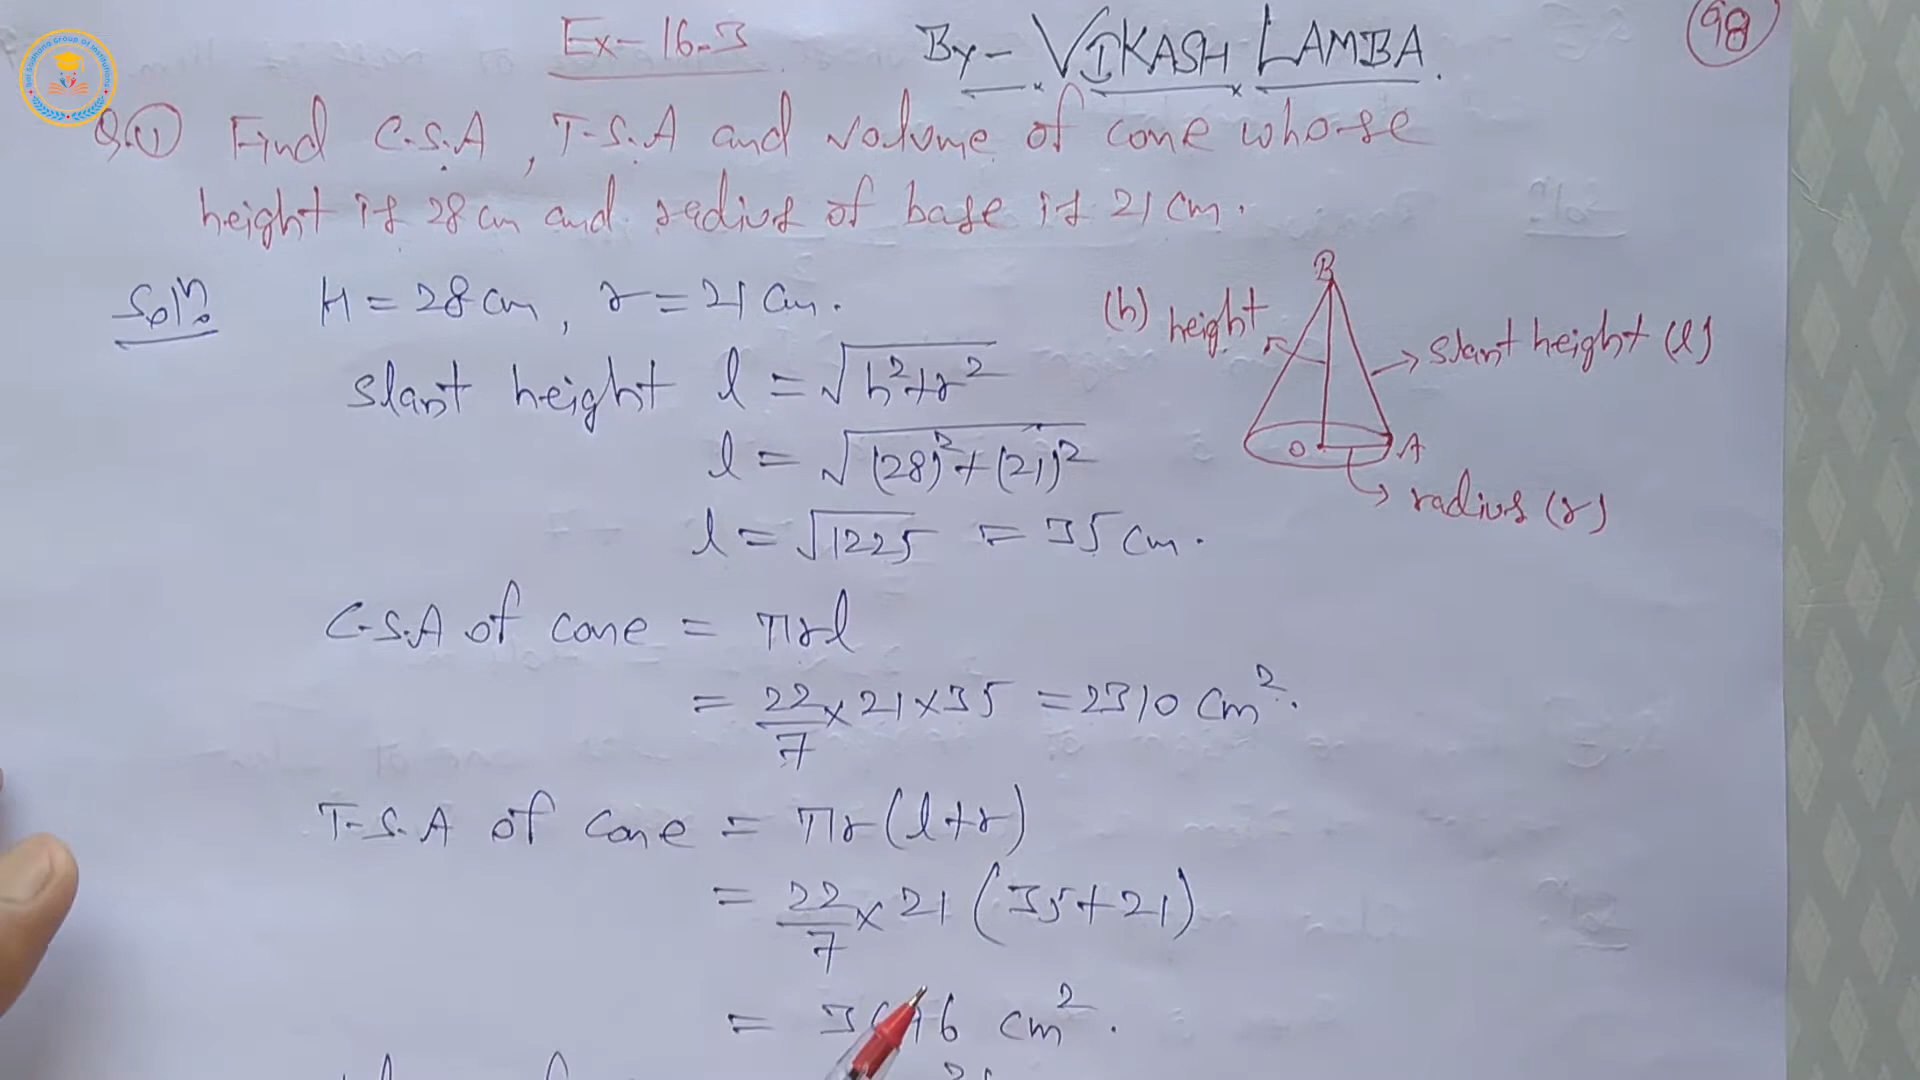 Ex-16.3
By- VIKASH LAMBA.
98
Q.① Find C.S.A, T.S.A and volume of cone whose
height is 28 cm and radius of base is 21 cm.
Soln. H = 28 cm, r = 21 cm.
B
(h) height
slant height (l)
O A
radius (r)
slant height l = √h²+r²
l = √(28)²+(21)²
l = √1225 = 35 cm.
C.S.A of cone = πrl
= 22/7 × 21 × 35 = 2310 cm².
T.S.A of cone = πr(l+r)
= 22/7 × 21 (35+21)
cm².